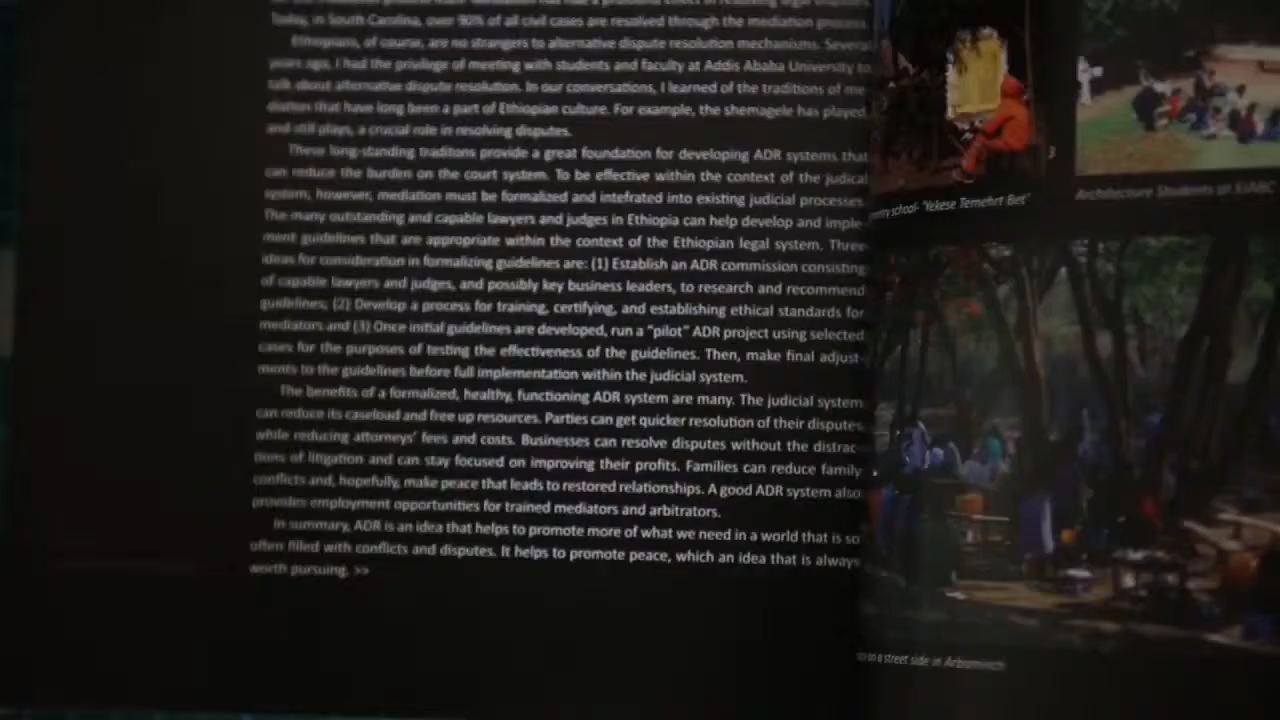 Today, in South Carolina, over 90% of all civil cases are resolved through the mediation process
Ethiopians, of course, are no strangers to alternative dispute resolution mechanisms. Several
years ago, I had the privilege of meeting with students and faculty at Addis Ababa University to
talk about alternative dispute resolution. In our conversations, I learned of the traditions of me
diation that have long been a part of Ethiopian culture. For example, the shemagele has played
and still plays, a crucial role in resolving disputes.
These long-standing traditions provide a great foundation for developing ADR systems that
can reduce the burden on the court system. To be effective within the context of the judical
system, however, mediation must be formalized and intefrated into existing judicial processes
The many outstanding and capable lawyers and judges in Ethiopia can help develop and imple-
ment guidelines that are appropriate within the context of the Ethiopian legal system. Three
ideas for consideration in formalizing guidelines are: (1) Establish an ADR commission consisting
of capable lawyers and judges, and possibly key business leaders, to research and recommend
guidelines; (2) Develop a process for training, certifying, and establishing ethical standards for
mediators and (3) Once initial guidelines are developed, run a "pilot" ADR project using selected
cases for the purposes of testing the effectiveness of the guidelines. Then, make final adjust-
ments to the guidelines before full implementation within the judicial system.
The benefits of a formalized, healthy, functioning ADR system are many. The judicial system
can reduce its caseload and free up resources. Parties can get quicker resolution of their disputes
while reducing attorneys' fees and costs. Businesses can resolve disputes without the distrac-
tions of litigation and can stay focused on improving their profits. Families can reduce family
conflicts and, hopefully, make peace that leads to restored relationships. A good ADR system also
provides employment opportunities for trained mediators and arbitrators.
In summary, ADR is an idea that helps to promote more of what we need in a world that is so
often filled with conflicts and disputes. It helps to promote peace, which an idea that is always
worth pursuing. >>
3
school- "Yekese Temehrt Biet"
Architecture Students at EiABC
on a street side in Arbaminch